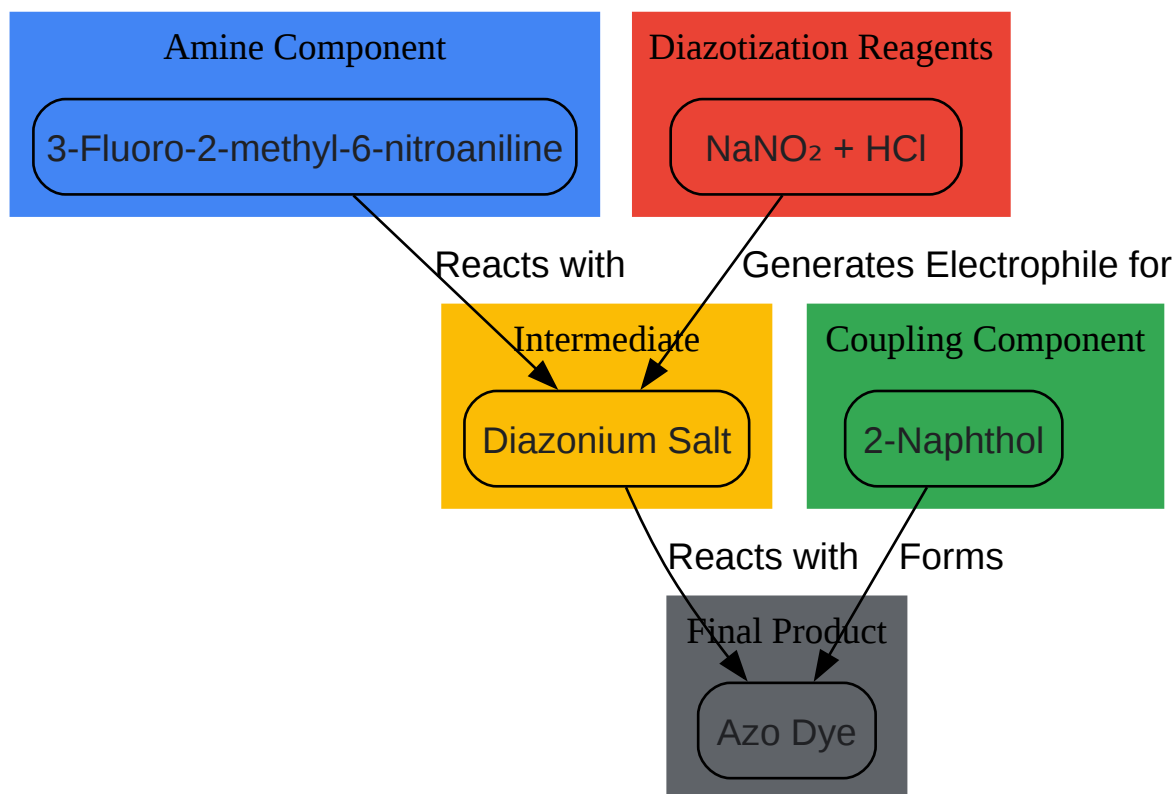 Amine Component
Diazotization Reagents
3-Fluoro-2-methyl-6-nitroaniline
NaNO₂ + HCl
Reacts with
Generates Electrophile for
Intermediate
Coupling Component
Diazonium Salt
2-Naphthol
Reacts with
Forms
Final Product
Azo Dye